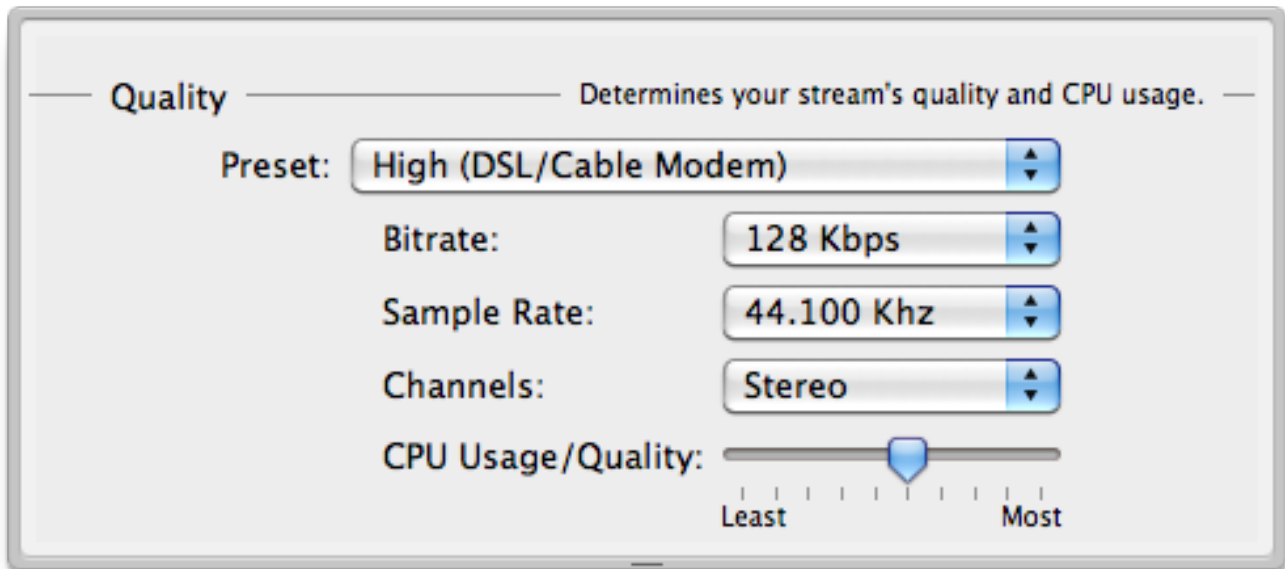 Quality Determines your stream's quality and CPU usage.
Preset: High (DSL/Cable Modem)
Bitrate: 128 Kbps
Sample Rate: 44.100 Khz
Channels: Stereo
CPU Usage/Quality:
Least Most